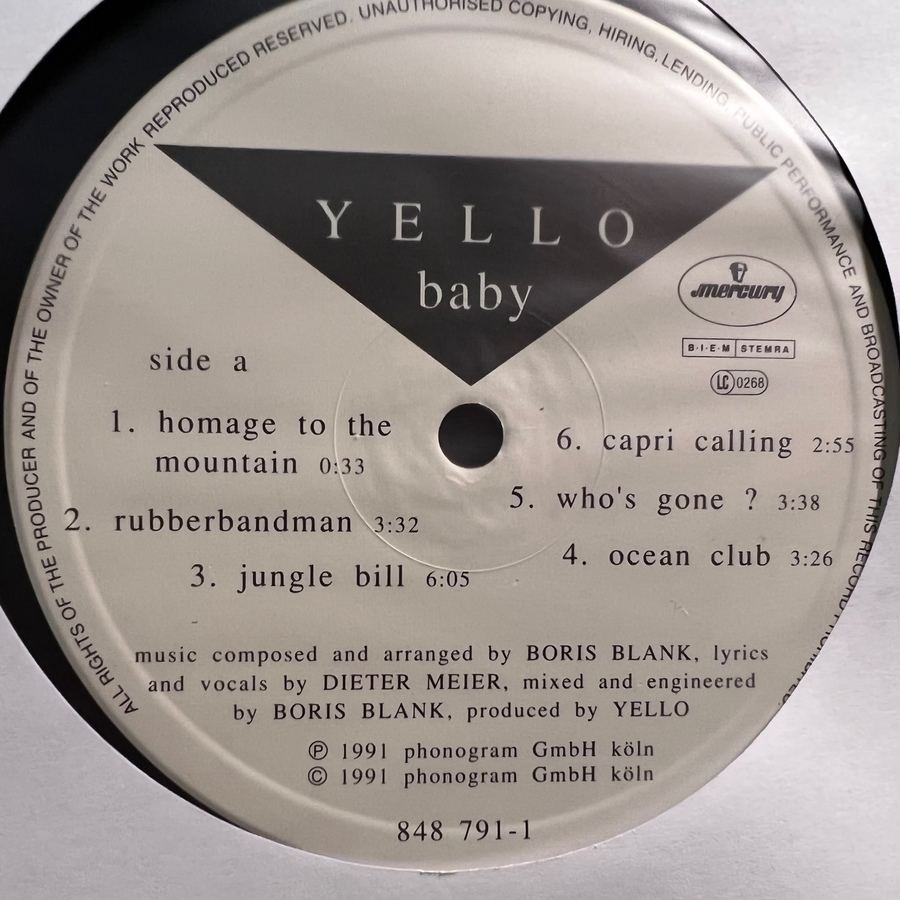 ALL RIGHTS OF THE PRODUCER AND OF THE OWNER OF THE WORK REPRODUCED RESERVED. UNAUTHORISED COPYING, HIRING, LENDING, PUBLIC PERFORMANCE AND BROADCASTING OF THIS RECORD
YELLO
baby
mercury
B·I·E·M STEMRA
LC 0268
side a
1. homage to the
mountain 0:33
2. rubberbandman 3:32
3. jungle bill 6:05
4. ocean club 3:26
5. who's gone ? 3:38
6. capri calling 2:55
music composed and arranged by BORIS BLANK, lyrics
and vocals by DIETER MEIER, mixed and engineered
by BORIS BLANK, produced by YELLO
℗ 1991 phonogram GmbH köln
© 1991 phonogram GmbH köln
848 791-1